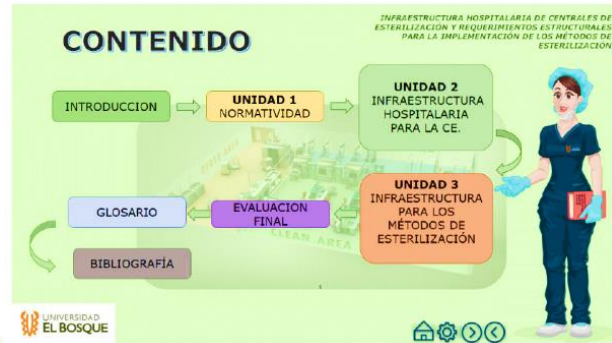 CONTENIDO
INFRAESTRUCTURA HOSPITALARIA DE CENTRALES DE
ESTERILIZACIÓN Y REQUERIMIENTOS ESTRUCTURALES
PARA LA IMPLEMENTACIÓN DE LOS MÉTODOS DE
ESTERILIZACIÓN
INTRODUCCION
UNIDAD 1
NORMATIVIDAD
UNIDAD 2
INFRAESTRUCTURA
HOSPITALARIA
PARA LA CE.
UNIDAD 3
INFRAESTRUCTURA
PARA LOS
MÉTODOS DE
ESTERILIZACIÓN
EVALUACION
FINAL
GLOSARIO
BIBLIOGRAFÍA
CLEAN AREA
UNIVERSIDAD
EL BOSQUE